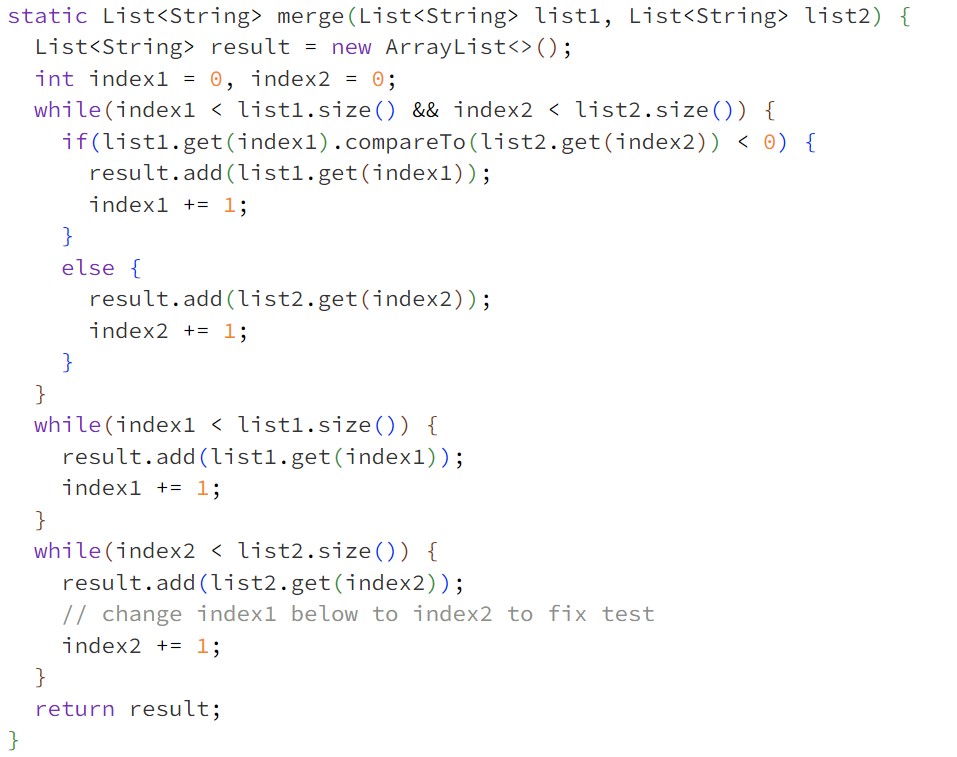 static List<String> merge(List<String> list1, List<String> list2) {
  List<String> result = new ArrayList<>();
  int index1 = 0, index2 = 0;
  while(index1 < list1.size() && index2 < list2.size()) {
    if(list1.get(index1).compareTo(list2.get(index2)) < 0) {
      result.add(list1.get(index1));
      index1 += 1;
    }
    else {
      result.add(list2.get(index2));
      index2 += 1;
    }
  }
  while(index1 < list1.size()) {
    result.add(list1.get(index1));
    index1 += 1;
  }
  while(index2 < list2.size()) {
    result.add(list2.get(index2));
    // change index1 below to index2 to fix test
    index2 += 1;
  }
  return result;
}